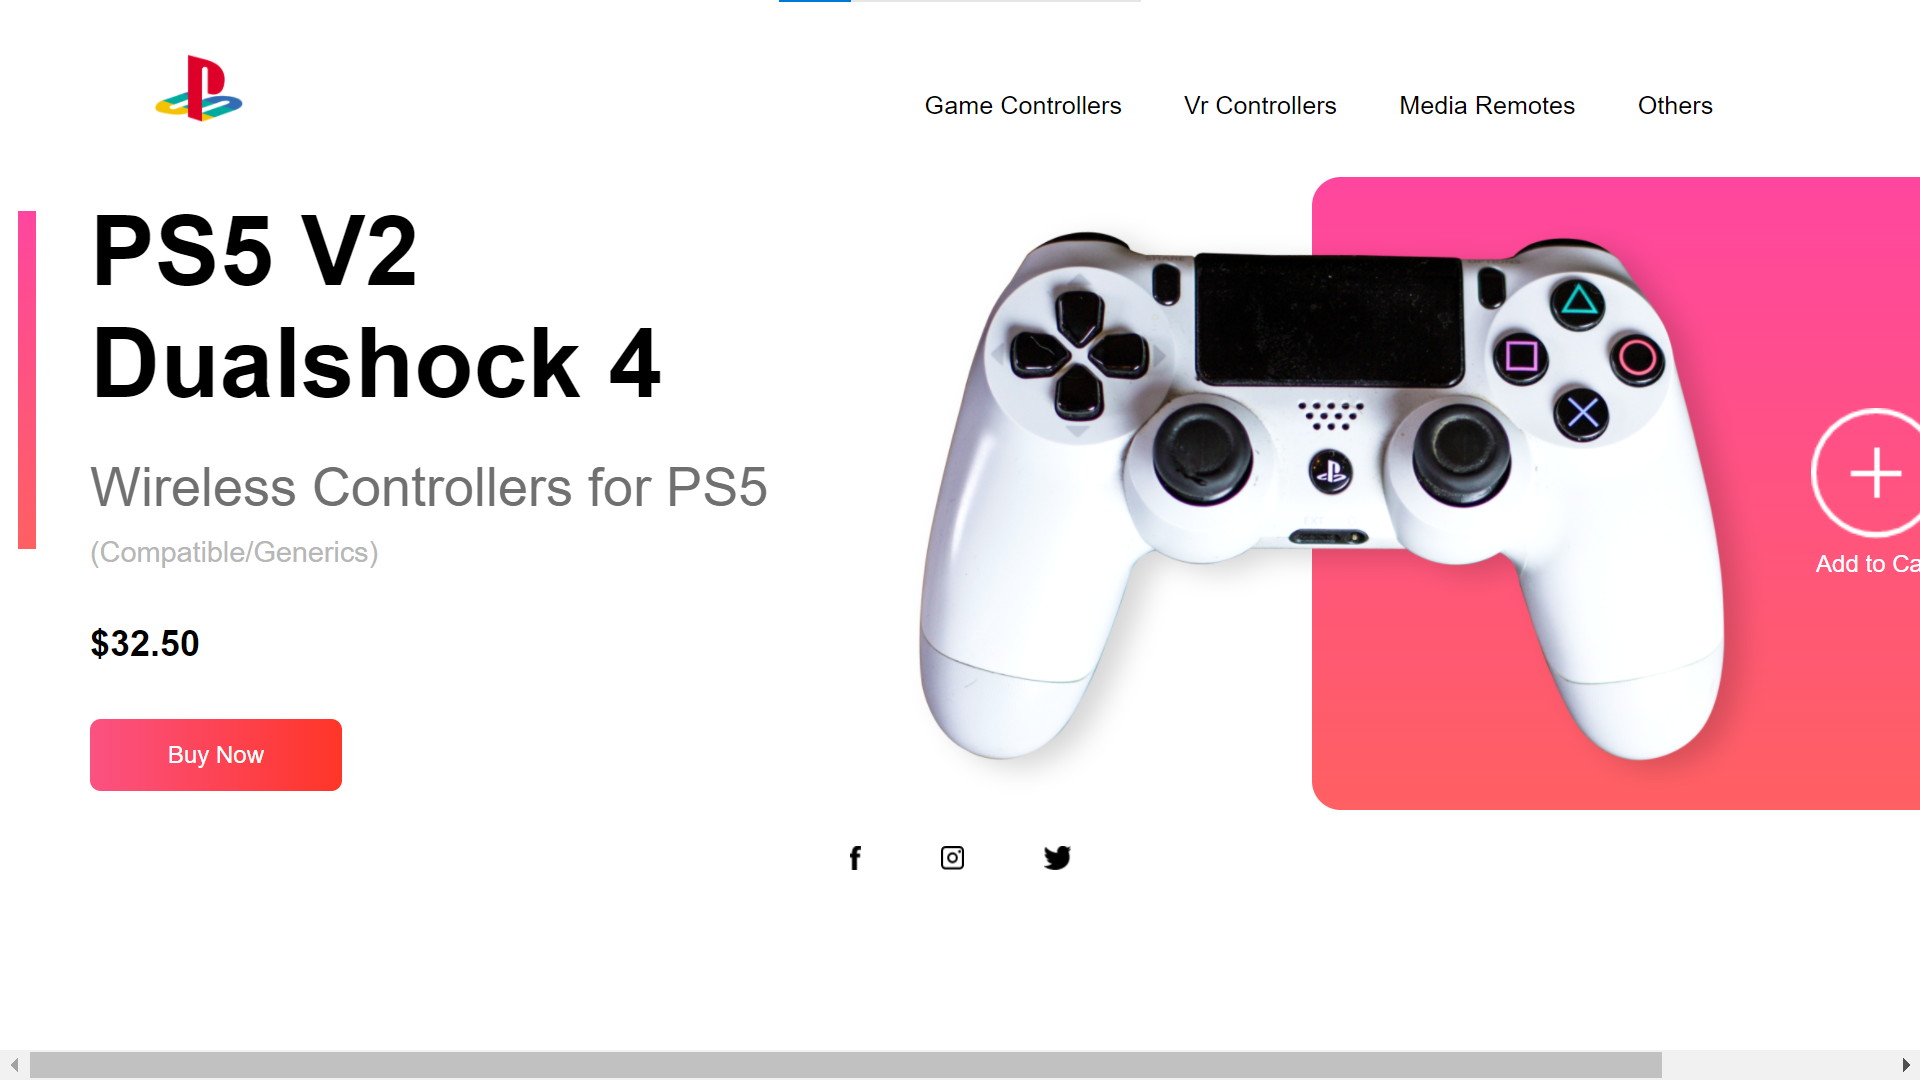 Game Controllers Vr Controllers Media Remotes Others
PS5 V2
Dualshock 4
Wireless Controllers for PS5
(Compatible/Generics)
$32.50
Buy Now
Add to Ca